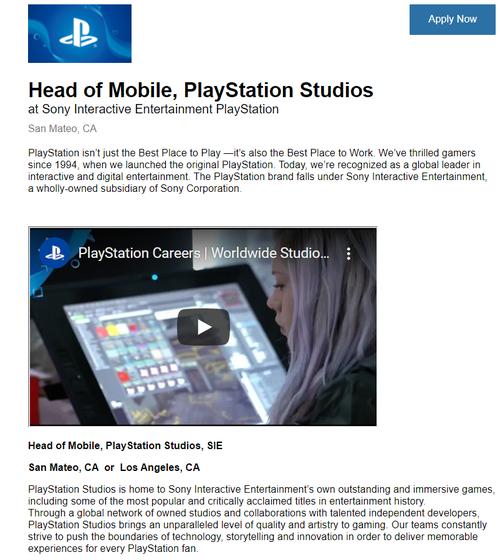 Apply Now
Head of Mobile, PlayStation Studios
at Sony Interactive Entertainment PlayStation
San Mateo, CA
PlayStation isn't just the Best Place to Play —it's also the Best Place to Work. We've thrilled gamers
since 1994, when we launched the original PlayStation. Today, we're recognized as a global leader in
interactive and digital entertainment. The PlayStation brand falls under Sony Interactive Entertainment,
a wholly-owned subsidiary of Sony Corporation.
PlayStation Careers | Worldwide Studio...
Head of Mobile, PlayStation Studios, SIE
San Mateo, CA or Los Angeles, CA
PlayStation Studios is home to Sony Interactive Entertainment's own outstanding and immersive games,
including some of the most popular and critically acclaimed titles in entertainment history.
Through a global network of owned studios and collaborations with talented independent developers,
PlayStation Studios brings an unparalleled level of quality and artistry to gaming. Our teams constantly
strive to push the boundaries of technology, storytelling and innovation in order to deliver memorable
experiences for every PlayStation fan.